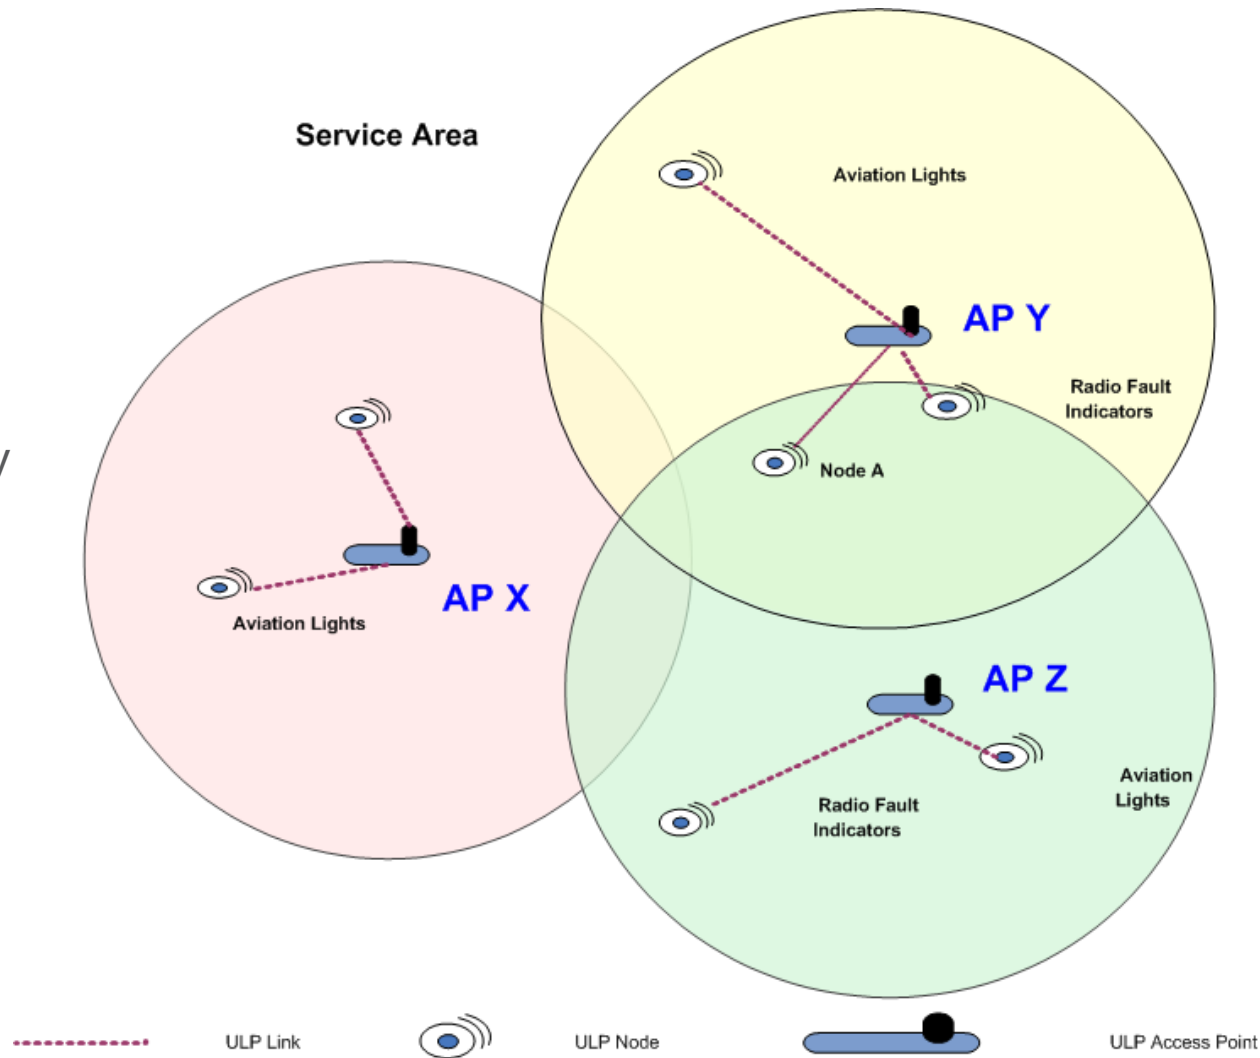 Service Area
Aviation Lights
AP Y
Radio Fault
Indicators
Node A
y
AP X
Aviation Lights
AP Z
Aviation
Lights
Radio Fault
Indicators
ULP Link
ULP Node
ULP Access Point